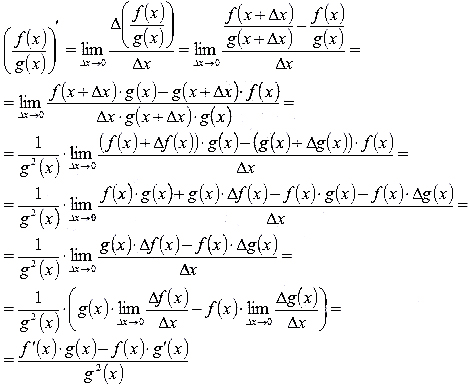 (f(x)/g(x))′ = lim_{Δx→0} Δ(f(x)/g(x))/Δx = lim_{Δx→0} (f(x+Δx)/g(x+Δx) − f(x)/g(x))/Δx =
= lim_{Δx→0} (f(x+Δx)·g(x)−g(x+Δx)·f(x))/(Δx·g(x+Δx)·g(x)) =
= 1/g²(x) · lim_{Δx→0} ((f(x)+Δf(x))·g(x)−(g(x)+Δg(x))·f(x))/Δx =
= 1/g²(x) · lim_{Δx→0} (f(x)·g(x)+g(x)·Δf(x)−f(x)·g(x)−f(x)·Δg(x))/Δx =
= 1/g²(x) · lim_{Δx→0} (g(x)·Δf(x)−f(x)·Δg(x))/Δx =
= 1/g²(x) · (g(x)·lim_{Δx→0} Δf(x)/Δx − f(x)·lim_{Δx→0} Δg(x)/Δx) =
= (f′(x)·g(x)−f(x)·g′(x))/g²(x)